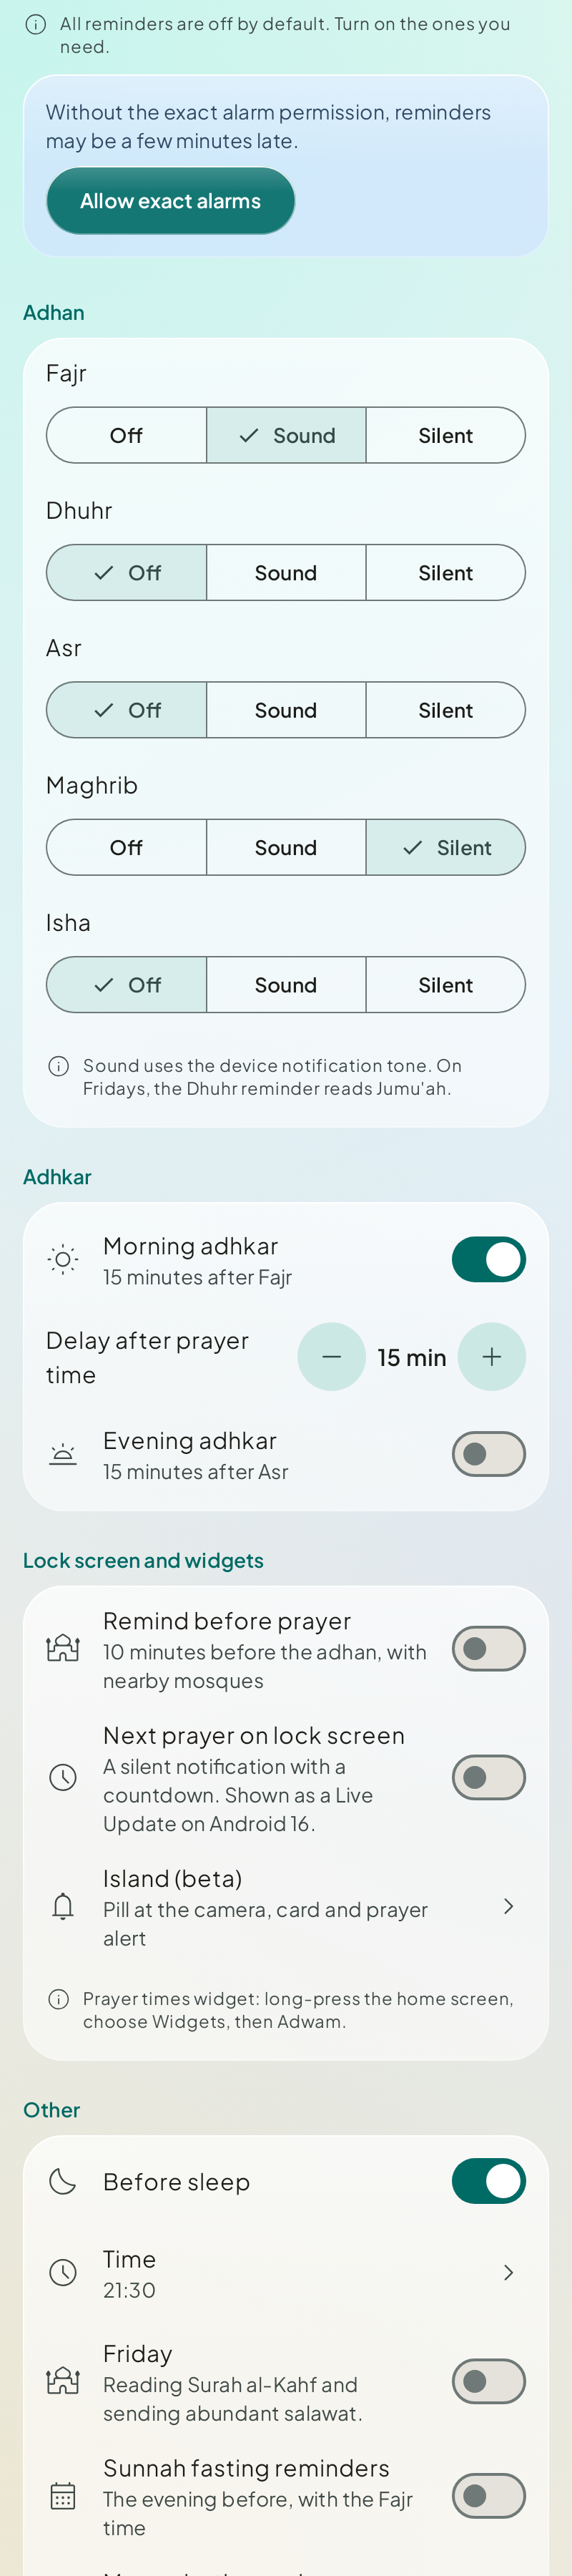 All reminders are off by default. Turn on the ones you
need.
Without the exact alarm permission, reminders
may be a few minutes late.
Allow exact alarms
Adhan
Fajr
Off
Sound
Silent
Dhuhr
Off
Sound
Silent
Asr
Off
Sound
Silent
Maghrib
Off
Sound
Silent
Isha
Off
Sound
Silent
Sound uses the device notification tone. On
Fridays, the Dhuhr reminder reads Jumu'ah.
Adhkar
Morning adhkar
15 minutes after Fajr
Delay after prayer
time
15 min
Evening adhkar
15 minutes after Asr
Lock screen and widgets
Remind before prayer
10 minutes before the adhan, with
nearby mosques
Next prayer on lock screen
A silent notification with a
countdown. Shown as a Live
Update on Android 16.
Island (beta)
Pill at the camera, card and prayer
alert
Prayer times widget: long-press the home screen,
choose Widgets, then Adwam.
Other
Before sleep
Time
21:30
Friday
Reading Surah al-Kahf and
sending abundant salawat.
Sunnah fasting reminders
The evening before, with the Fajr
time